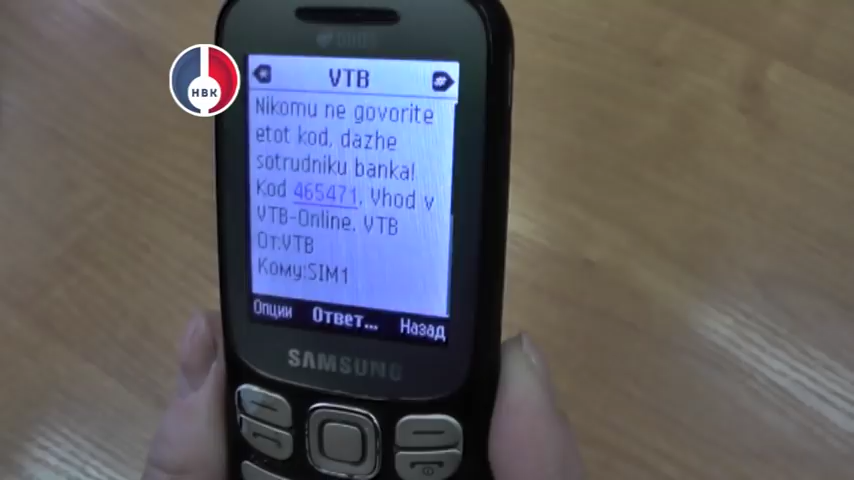 DUOS
НВК
VTB
Nikomu ne govorite
etot kod, dazhe
sotrudniku banka!
Kod 465471. Vhod v
VTB-Online. VTB
От:VTB
Кому:SIM1
Опции Ответ... Назад
SAMSUNG